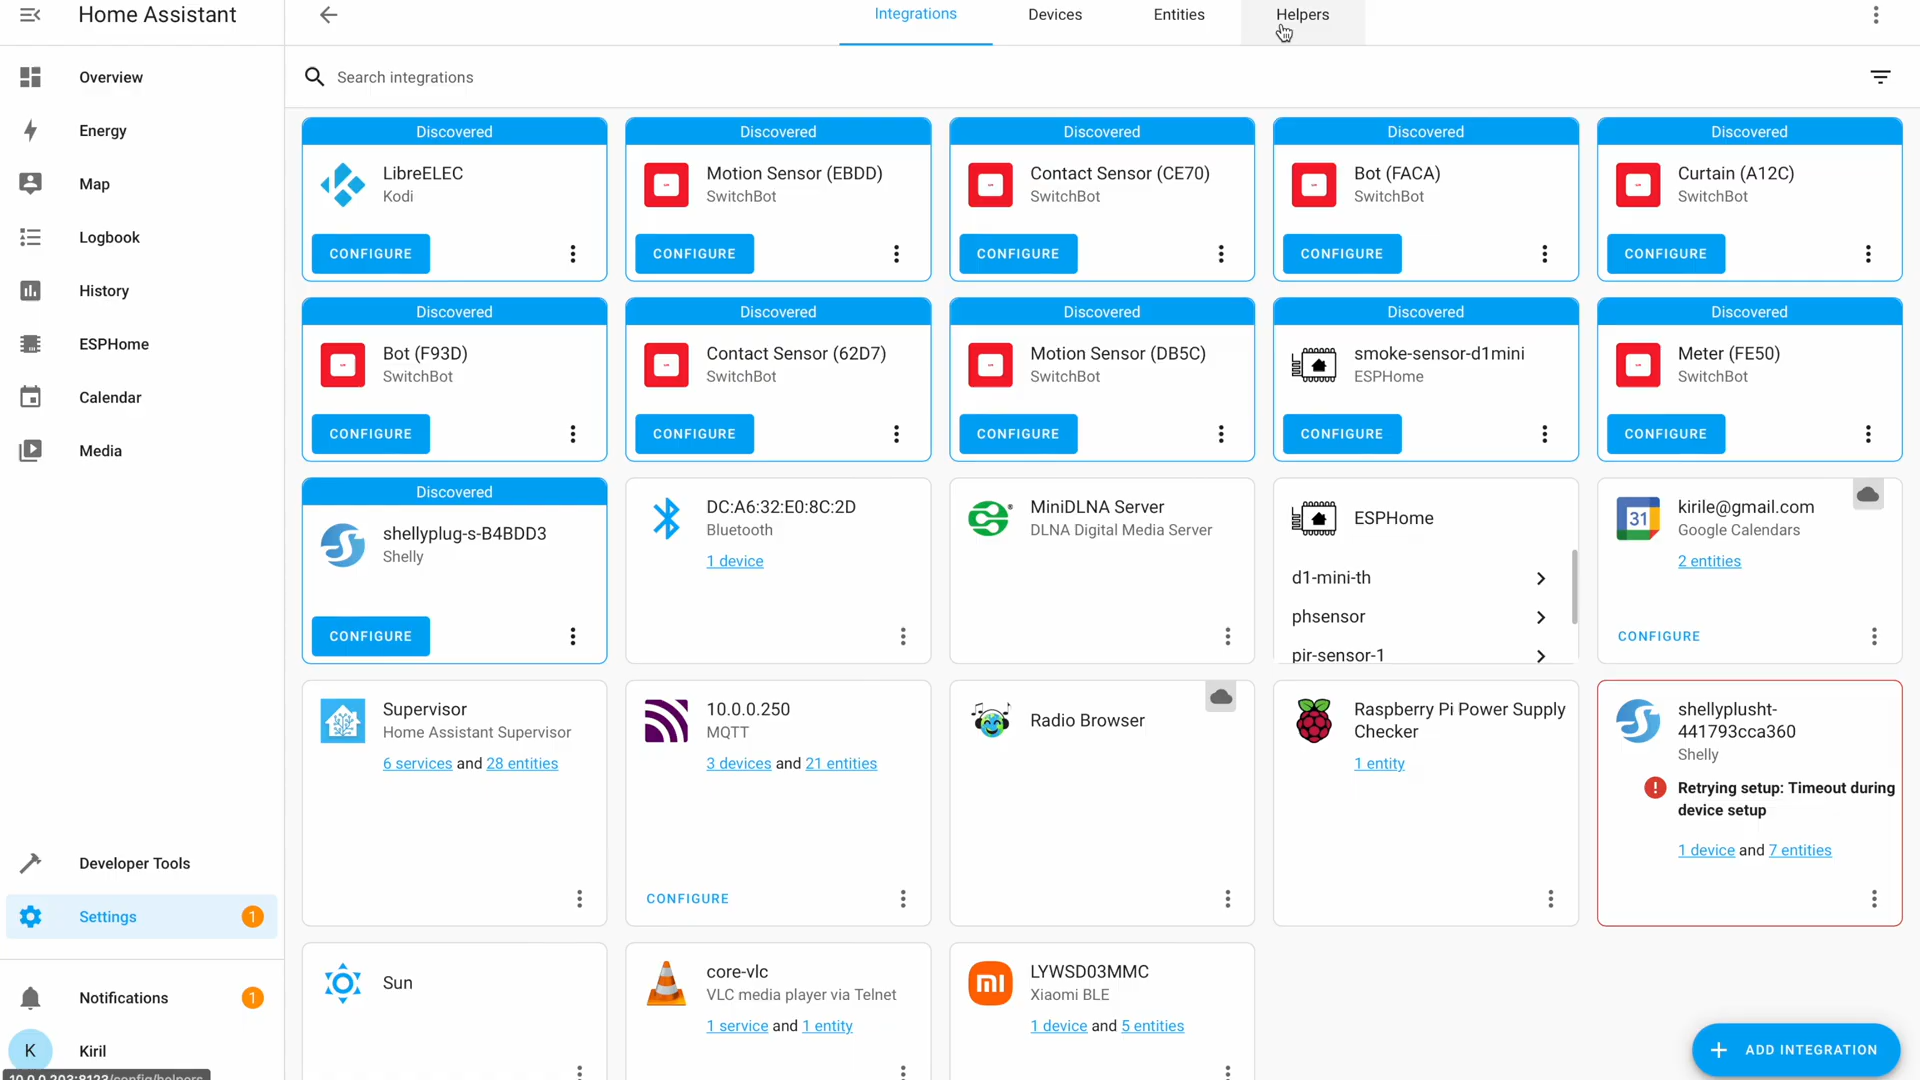 Home Assistant
Integrations
Devices
Entities
Helpers
Search integrations
Overview
Energy
Map
Logbook
History
ESPHome
Calendar
Media
Developer Tools
Settings
1
Notifications
1
K
Kiril
10.0.0.203:8123/config/helpers
Discovered
LibreELEC
Kodi
CONFIGURE
Discovered
Motion Sensor (EBDD)
SwitchBot
CONFIGURE
Discovered
Contact Sensor (CE70)
SwitchBot
CONFIGURE
Discovered
Bot (FACA)
SwitchBot
CONFIGURE
Discovered
Curtain (A12C)
SwitchBot
CONFIGURE
Discovered
Bot (F93D)
SwitchBot
CONFIGURE
Discovered
Contact Sensor (62D7)
SwitchBot
CONFIGURE
Discovered
Motion Sensor (DB5C)
SwitchBot
CONFIGURE
Discovered
smoke-sensor-d1mini
ESPHome
CONFIGURE
Discovered
Meter (FE50)
SwitchBot
CONFIGURE
Discovered
shellyplug-s-B4BDD3
Shelly
CONFIGURE
DC:A6:32:E0:8C:2D
Bluetooth
1 device
MiniDLNA Server
DLNA Digital Media Server
ESPHome
d1-mini-th
phsensor
pir-sensor-1
31
kirile@gmail.com
Google Calendars
2 entities
CONFIGURE
Supervisor
Home Assistant Supervisor
6 services and 28 entities
10.0.0.250
MQTT
3 devices and 21 entities
CONFIGURE
Radio Browser
Raspberry Pi Power Supply
Checker
1 entity
shellyplusht-
441793cca360
Shelly
Retrying setup: Timeout during
device setup
1 device and 7 entities
Sun
core-vlc
VLC media player via Telnet
1 service and 1 entity
LYWSD03MMC
Xiaomi BLE
1 device and 5 entities
ADD INTEGRATION